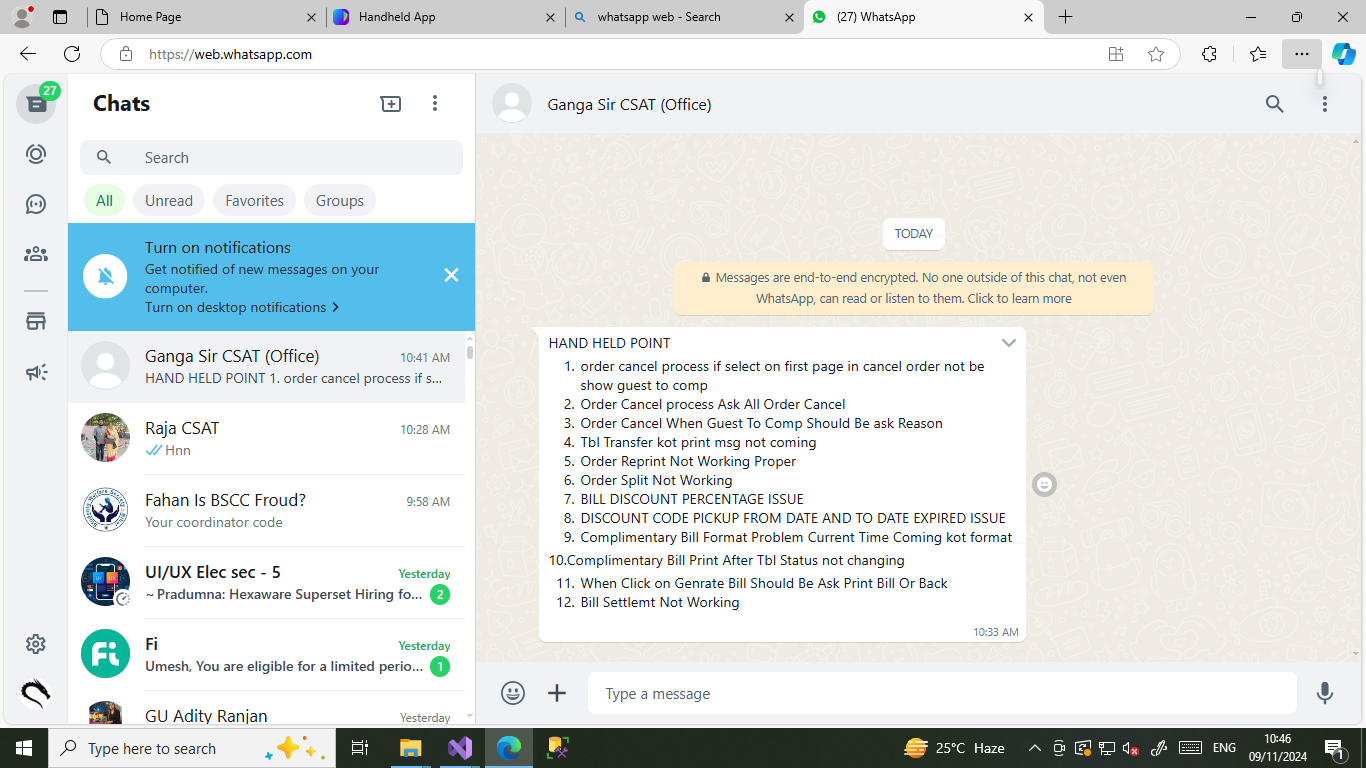 Home Page
Handheld App
whatsapp web - Search
(27) WhatsApp
https://web.whatsapp.com
27
Chats
Ganga Sir CSAT (Office)
Search
All
Unread
Favorites
Groups
Turn on notifications
Get notified of new messages on your
computer.
Turn on desktop notifications >
Ganga Sir CSAT (Office)
10:41 AM
HAND HELD POINT 1. order cancel process if s...
Raja CSAT
10:28 AM
Hnn
Fahan Is BSCC Froud?
9:58 AM
Your coordinator code
UI/UX Elec sec - 5
Yesterday
~ Pradumna: Hexaware Superset Hiring fo...
2
Fi
Yesterday
Fi
Umesh, You are eligible for a limited perio...
1
GU Adity Ranjan
Yesterday
TODAY
Messages are end-to-end encrypted. No one outside of this chat, not even
WhatsApp, can read or listen to them. Click to learn more
HAND HELD POINT
1. order cancel process if select on first page in cancel order not be
show guest to comp
2. Order Cancel process Ask All Order Cancel
3. Order Cancel When Guest To Comp Should Be ask Reason
4. Tbl Transfer kot print msg not coming
5. Order Reprint Not Working Proper
6. Order Split Not Working
7. BILL DISCOUNT PERCENTAGE ISSUE
8. DISCOUNT CODE PICKUP FROM DATE AND TO DATE EXPIRED ISSUE
9. Complimentary Bill Format Problem Current Time Coming kot format
10.Complimentary Bill Print After Tbl Status not changing
11. When Click on Genrate Bill Should Be Ask Print Bill Or Back
12. Bill Settlemt Not Working
10:33 AM
Type a message
Type here to search
25°C Haze
ENG
10:46
09/11/2024
1